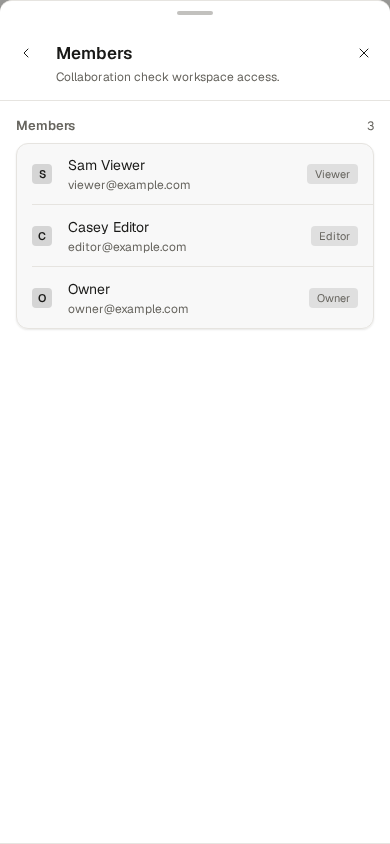 Members
Collaboration check workspace access.
Members 3
S Sam Viewer Viewer
viewer@example.com
C Casey Editor Editor
editor@example.com
O Owner Owner
owner@example.com